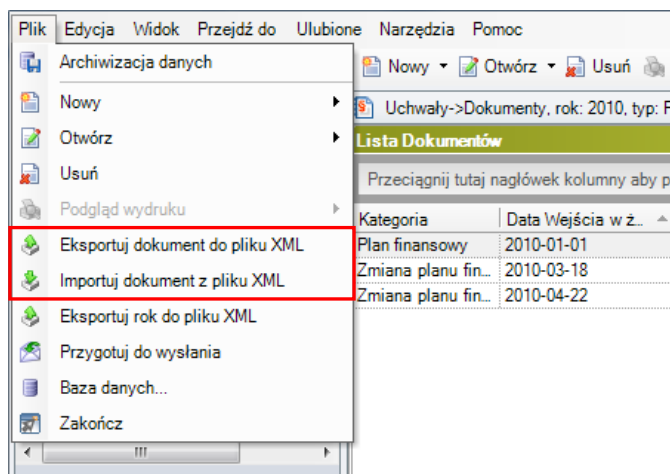 Plik Edycja Widok Przejdź do Ulubione Narzędzia Pomoc
Archiwizacja danych
Nowy
Otwórz
Usuń
Podgląd wydruku
Eksportuj dokument do pliku XML
Importuj dokument z pliku XML
Eksportuj rok do pliku XML
Przygotuj do wysłania
Baza danych...
Zakończ
Nowy Otwórz Usuń
Uchwały->Dokumenty, rok: 2010, typ:
Lista Dokumentów
Przeciągnij tutaj nagłówek kolumny aby p
Kategoria Data Wejścia w ż...
Plan finansowy 2010-01-01
Zmiana planu fin... 2010-03-18
Zmiana planu fin... 2010-04-22